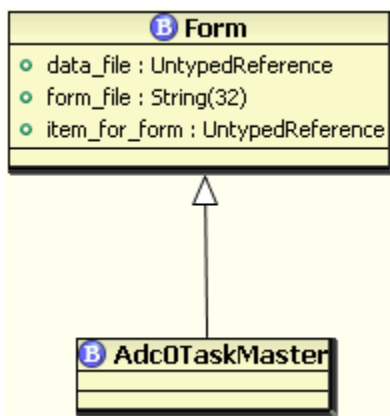 B Form
data_file : UntypedReference
form_file : String(32)
item_for_form : UntypedReference
B Adc0TaskMaster